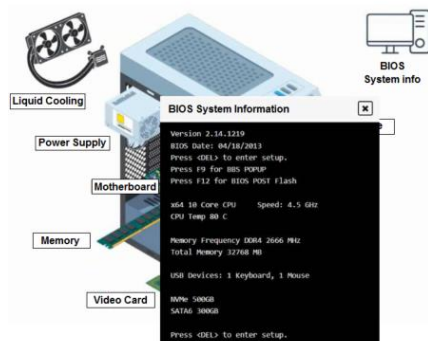 Liquid Cooling
BIOS
System info
Power Supply
Motherboard
Memory
Video Card
BIOS System Information
Version 2.14.1219
BIOS Date: 04/18/2013
Press <DEL> to enter setup.
Press F9 for BBS POPUP
Press F12 for BIOS POST Flash
x64 10 Core CPU Speed: 4.5 GHz
CPU Temp 80 C
Memory Frequency DDR4 2666 MHz
Total Memory 32768 MB
USB Devices: 1 Keyboard, 1 Mouse
NVMe 500GB
SATA6 300GB
Press <DEL> to enter setup.